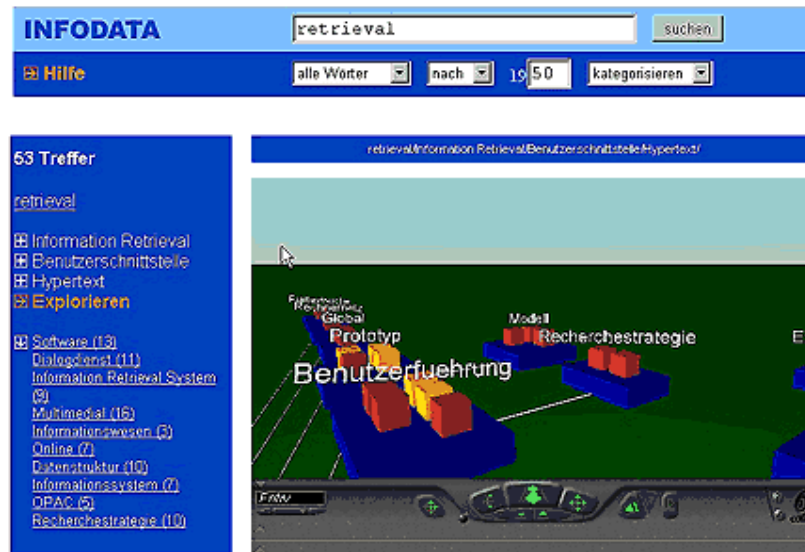 INFODATA
retrieval
suchen
Hilfe
alle Wörter
nach
19 50
kategorisieren
53 Treffer
retrieval/Information Retrieval/Benutzerschnittstelle/Hypertext/
retrieval
Information Retrieval
Benutzerschnittstelle
Hypertext
Explorieren
Software (13)
Dialogdienst (11)
Information Retrieval System
(9)
Multimedial (16)
Informationswesen (3)
Online (7)
Datenstruktur (10)
Informationssystem (7)
OPAC (5)
Recherchestrategie (10)
Global
Modell
Prototyp
Recherchestrategie
E
Benutzerfuehrung
Entry